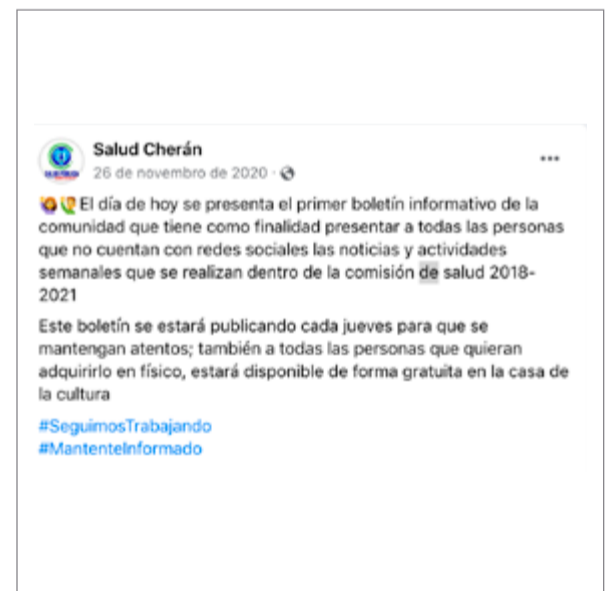 Salud Cherán
26 de novembro de 2020 ·
El día de hoy se presenta el primer boletín informativo de la
comunidad que tiene como finalidad presentar a todas las personas
que no cuentan con redes sociales las noticias y actividades
semanales que se realizan dentro de la comisión de salud 2018-
2021
Este boletín se estará publicando cada jueves para que se
mantengan atentos; también a todas las personas que quieran
adquirirlo en físico, estará disponible de forma gratuita en la casa de
la cultura
#SeguimosTrabajando
#MantenteInformado